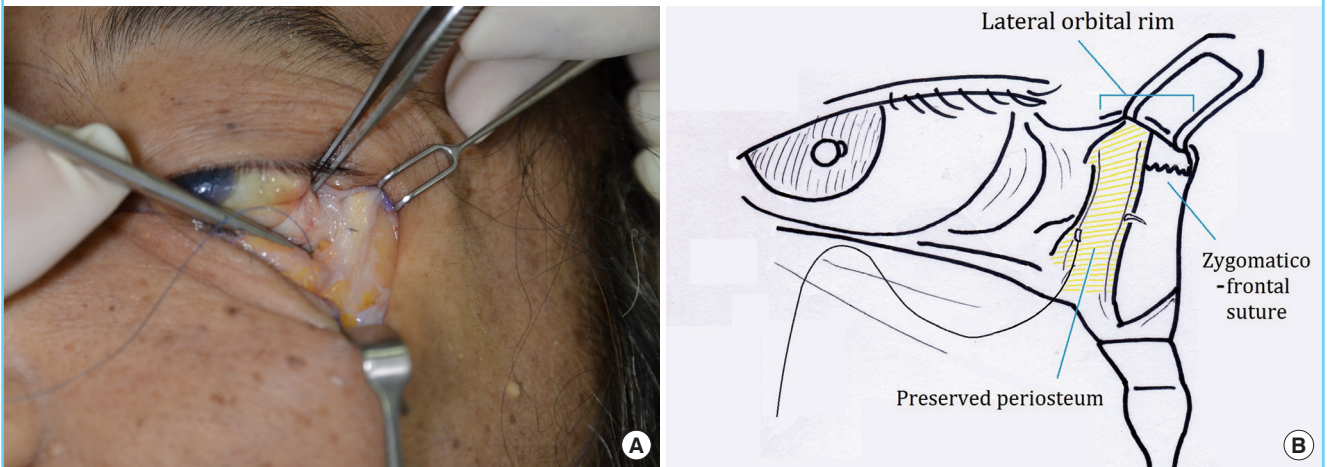 Lateral orbital rim
Zygomatico
-frontal
suture
Preserved periosteum
A
B